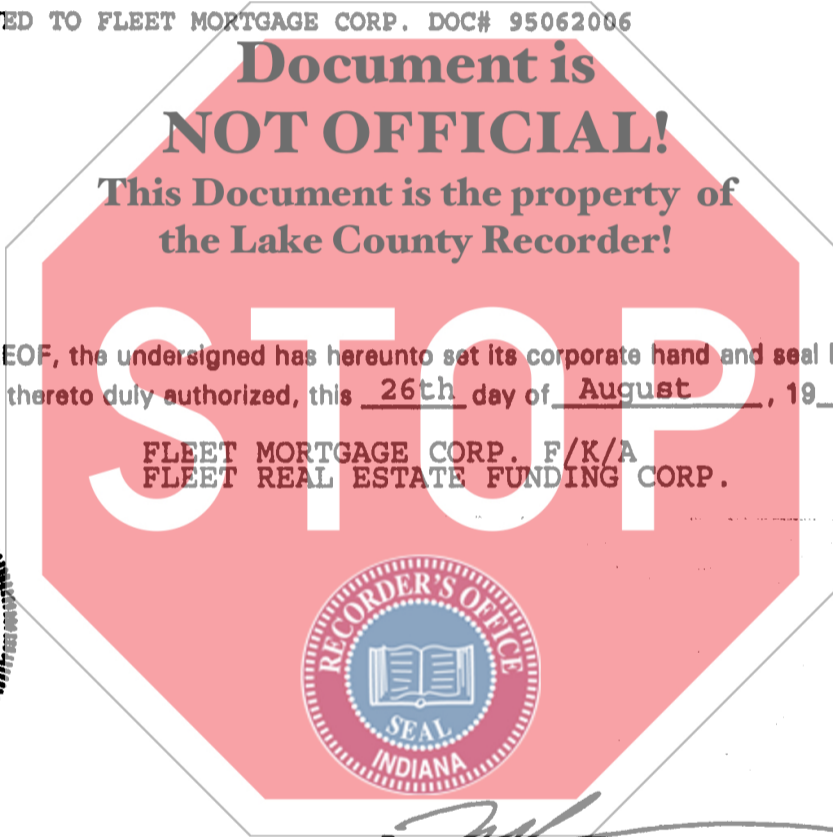 ED TO FLEET MORTGAGE CORP. DOC# 95062006
Document is
NOT OFFICIAL!
This Document is the property of
the Lake County Recorder!
STOP
EOF, the undersigned has hereunto set its corporate hand and seal
thereto duly authorized, this 26th day of August, 19
FLEET MORTGAGE CORP. F/K/A
FLEET REAL ESTATE FUNDING CORP.
RECORDER'S OFFICE
SEAL
INDIANA